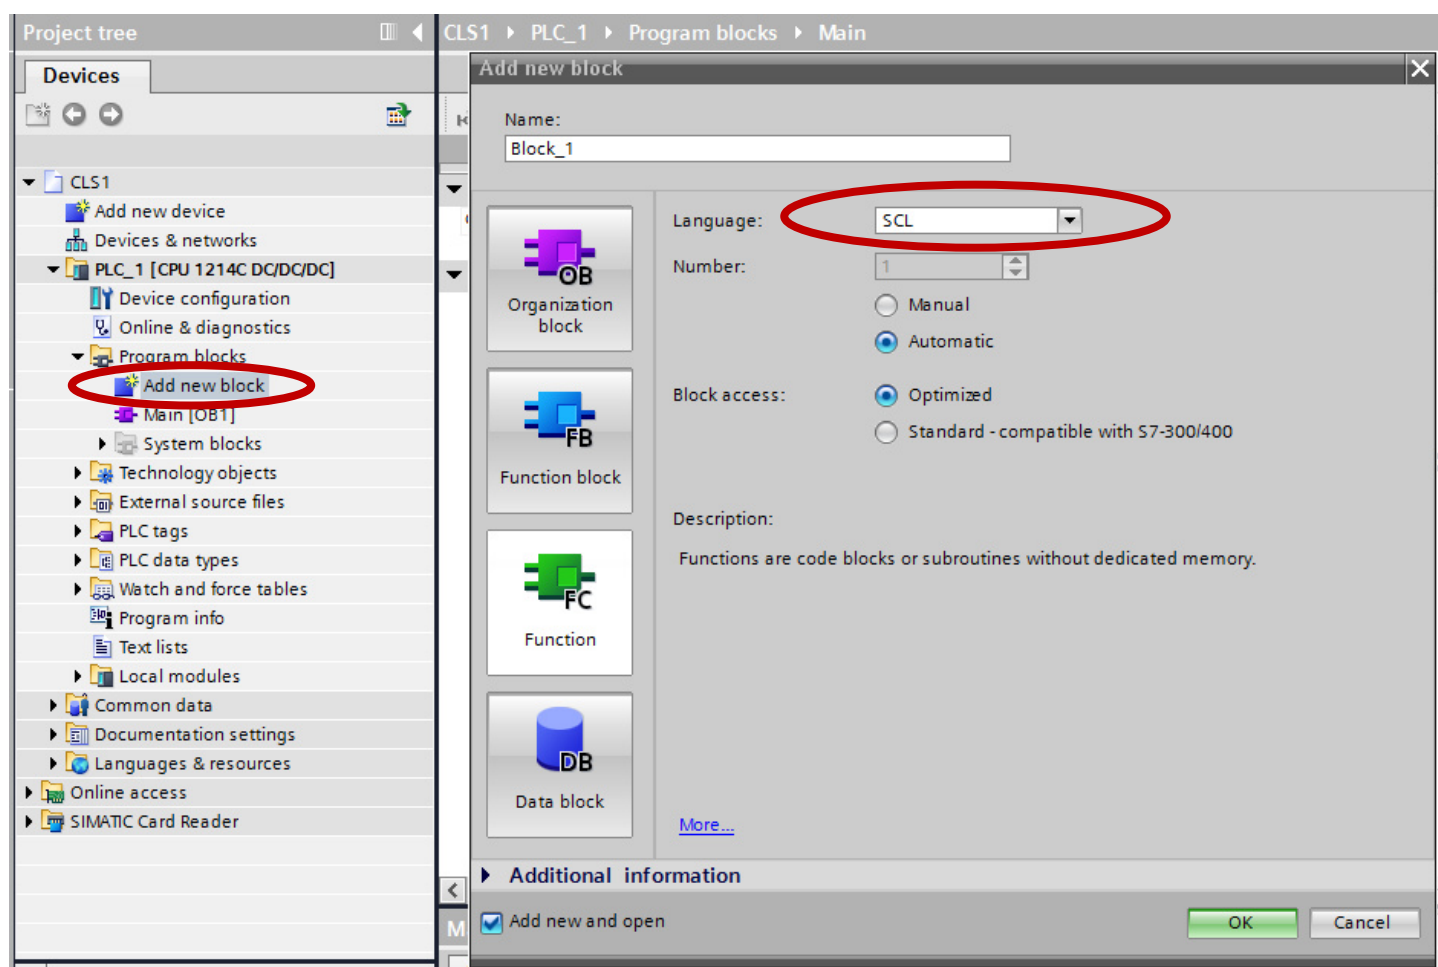 Project tree
Devices
CLS1
Add new device
Devices & networks
PLC_1 [CPU 1214C DC/DC/DC]
Device configuration
Online & diagnostics
Program blocks
Add new block
Main [OB1]
System blocks
Technology objects
External source files
PLC tags
PLC data types
Watch and force tables
Program info
Text lists
Local modules
Common data
Documentation settings
Languages & resources
Online access
SIMATIC Card Reader
CLS1 PLC_1 Program blocks Main
Add new block
Name:
Block_1
OB
Organization
block
FB
Function block
FC
Function
DB
Data block
Language: SCL
Number: 1
Manual
Automatic
Block access: Optimized
Standard - compatible with S7-300/400
Description:
Functions are code blocks or subroutines without dedicated memory.
More...
Additional information
Add new and open
OK Cancel